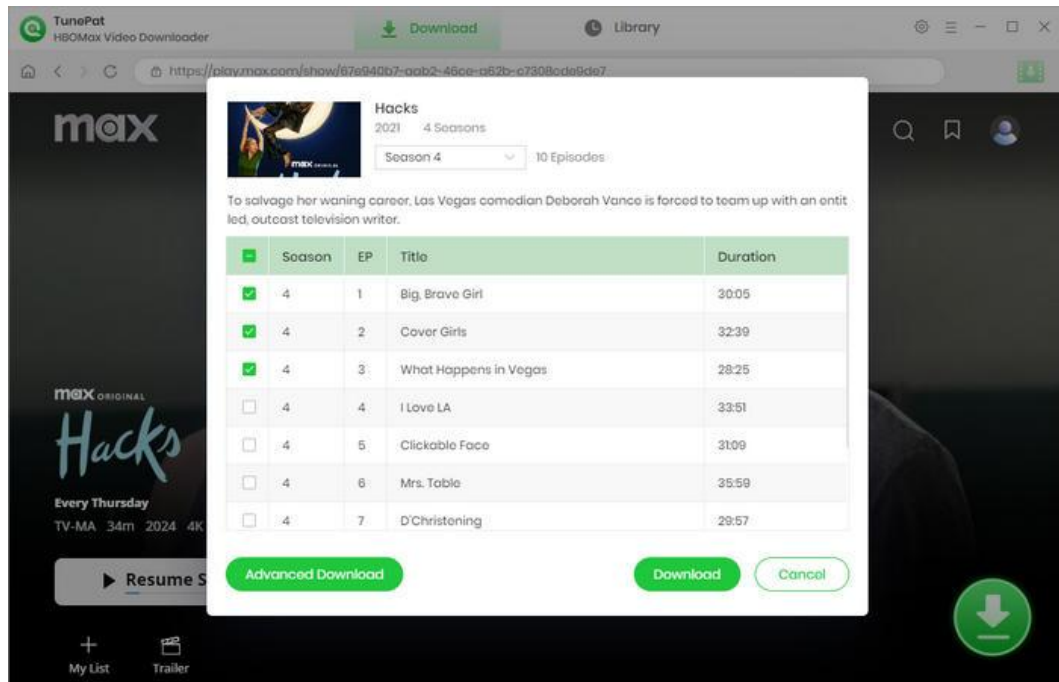 TunePat
HBOMax Video Downloader
Download
Library
https://play.max.com/show/67e940b7-aab2-46ce-a62b-c7308cde9de7
max
Hacks
2021 4 Seasons
Season 4 10 Episodes
max ORIGINAL
To salvage her waning career, Las Vegas comedian Deborah Vance is forced to team up with an entit
led, outcast television writer.
Season EP Title Duration
4 1 Big, Brave Girl 30:05
4 2 Cover Girls 32:39
4 3 What Happens in Vegas 28:25
4 4 I Love LA 33:51
4 5 Clickable Face 31:09
4 6 Mrs. Table 35:59
4 7 D'Christening 29:57
max ORIGINAL
Hacks
Every Thursday
TV-MA 34m 2024 4K
Resume S
Advanced Download
Download
Cancel
My List
Trailer